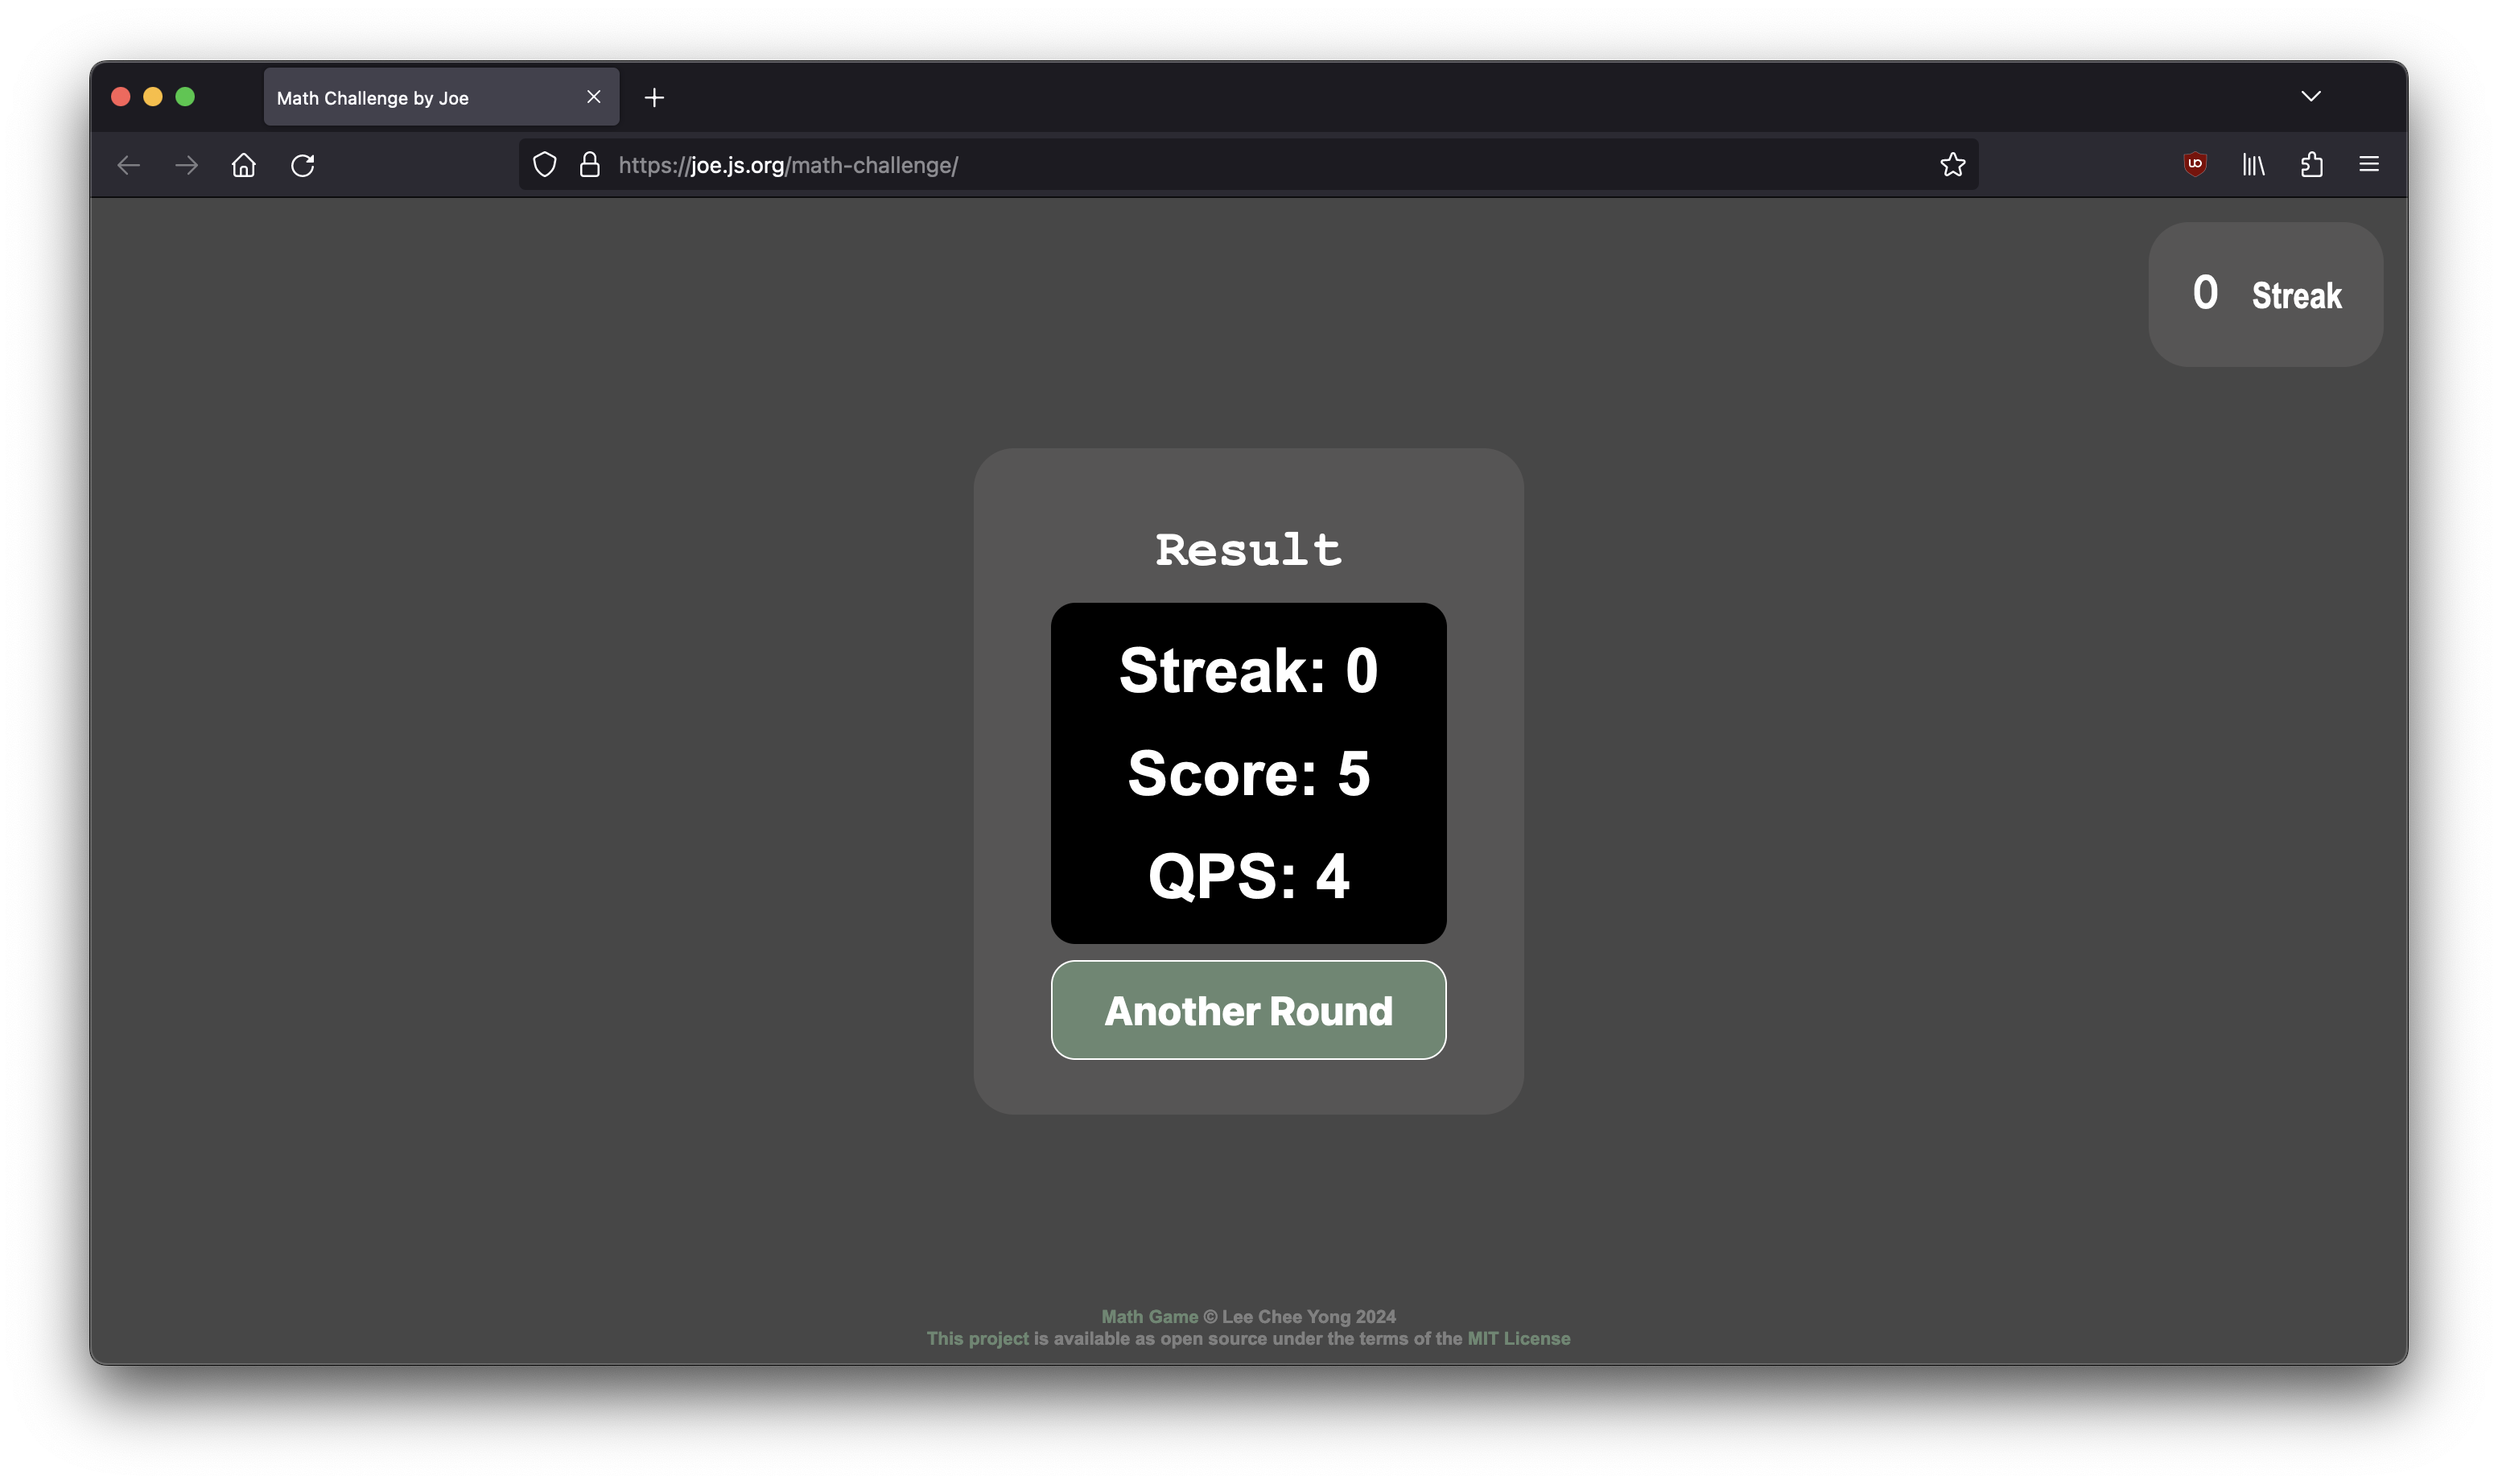 Math Challenge by Joe
https://joe.js.org/math-challenge/
0 Streak
Result
Streak: 0
Score: 5
QPS: 4
Another Round
Math Game © Lee Chee Yong 2024
This project is available as open source under the terms of the MIT License